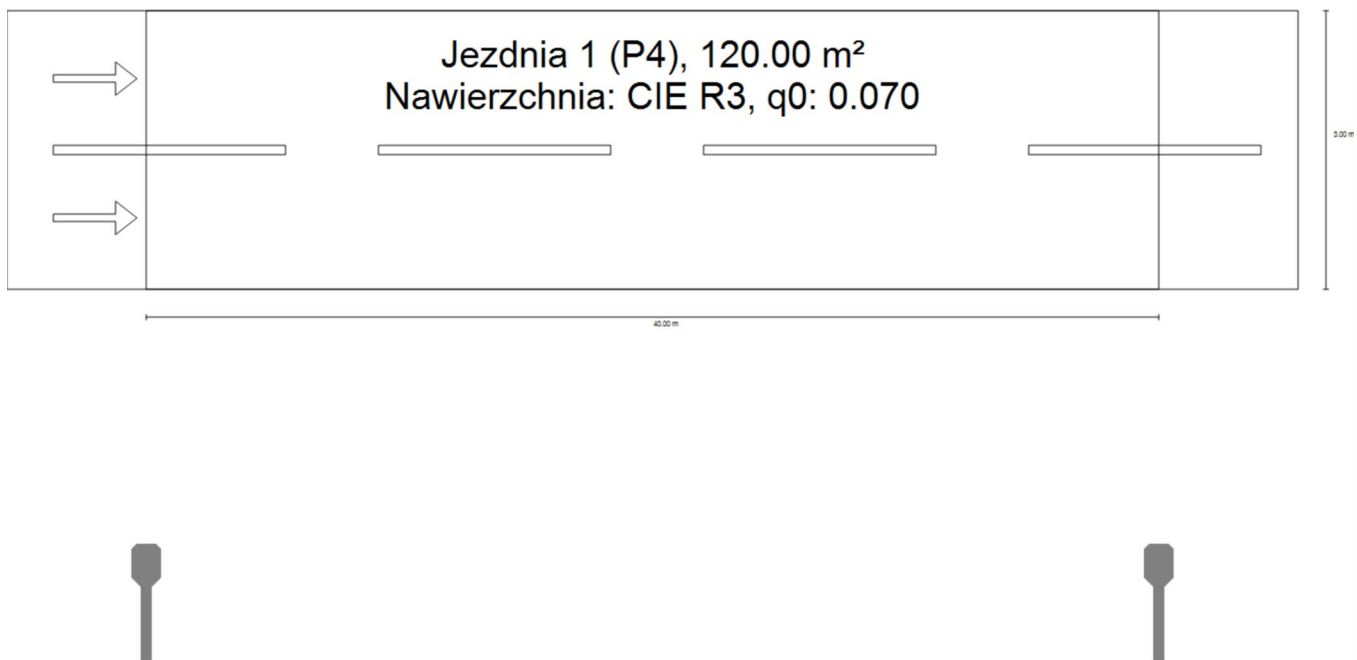 Jezdnia 1 (P4), 120.00 m²
Nawierzchnia: CIE R3, q0: 0.070
3.00 m
40.00 m